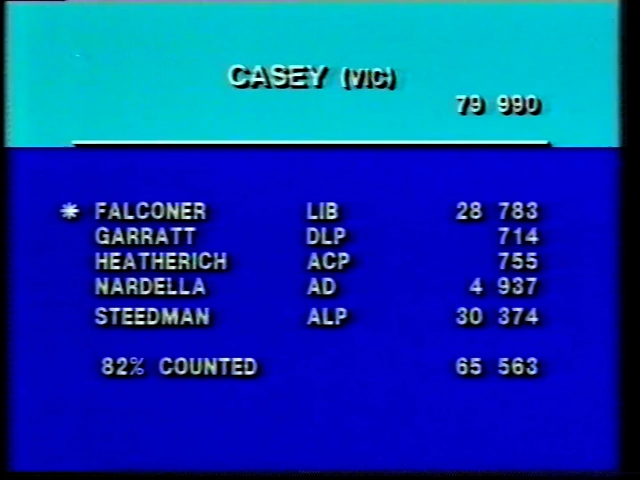 CASEY (VIC)
79 990
* FALCONER LIB 28 783
GARRATT DLP 714
HEATHERICH ACP 755
NARDELLA AD 4 937
STEEDMAN ALP 30 374
82% COUNTED 65 563